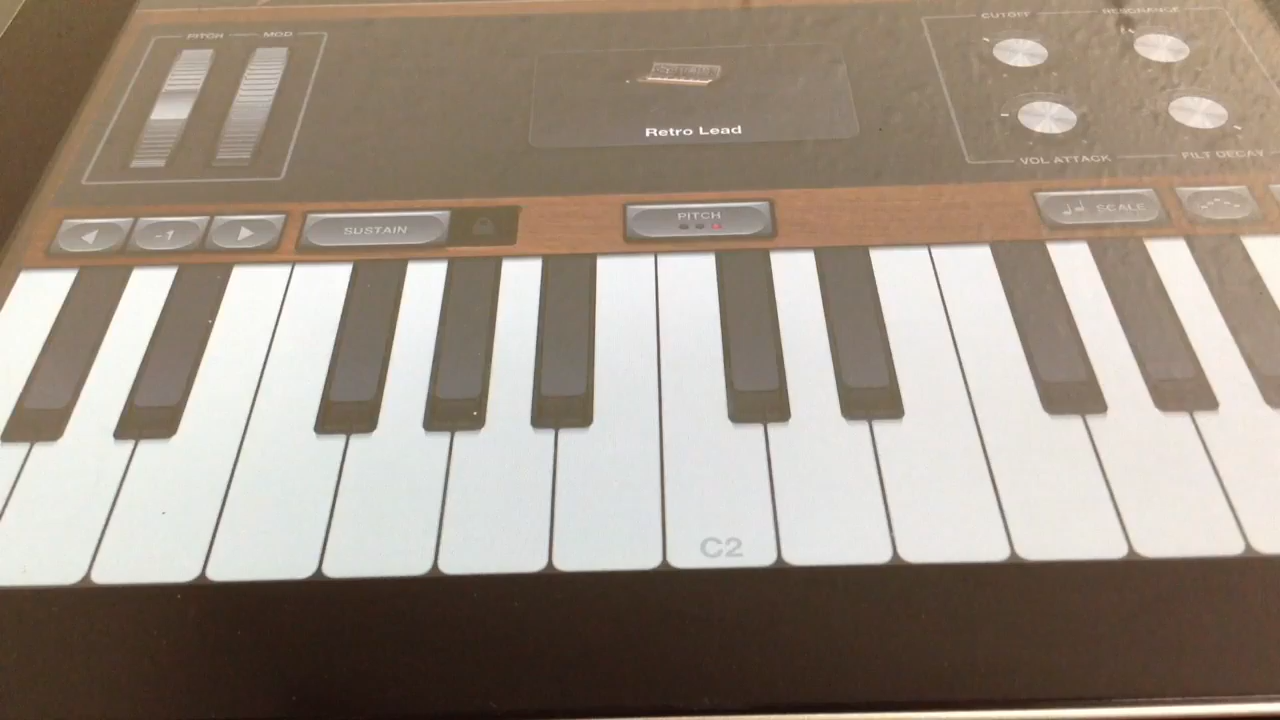 PITCH MOD
CUTOFF RESONANCE
Retro Lead
VOL ATTACK FILT DECAY
-1
SUSTAIN
PITCH
SCALE
C2